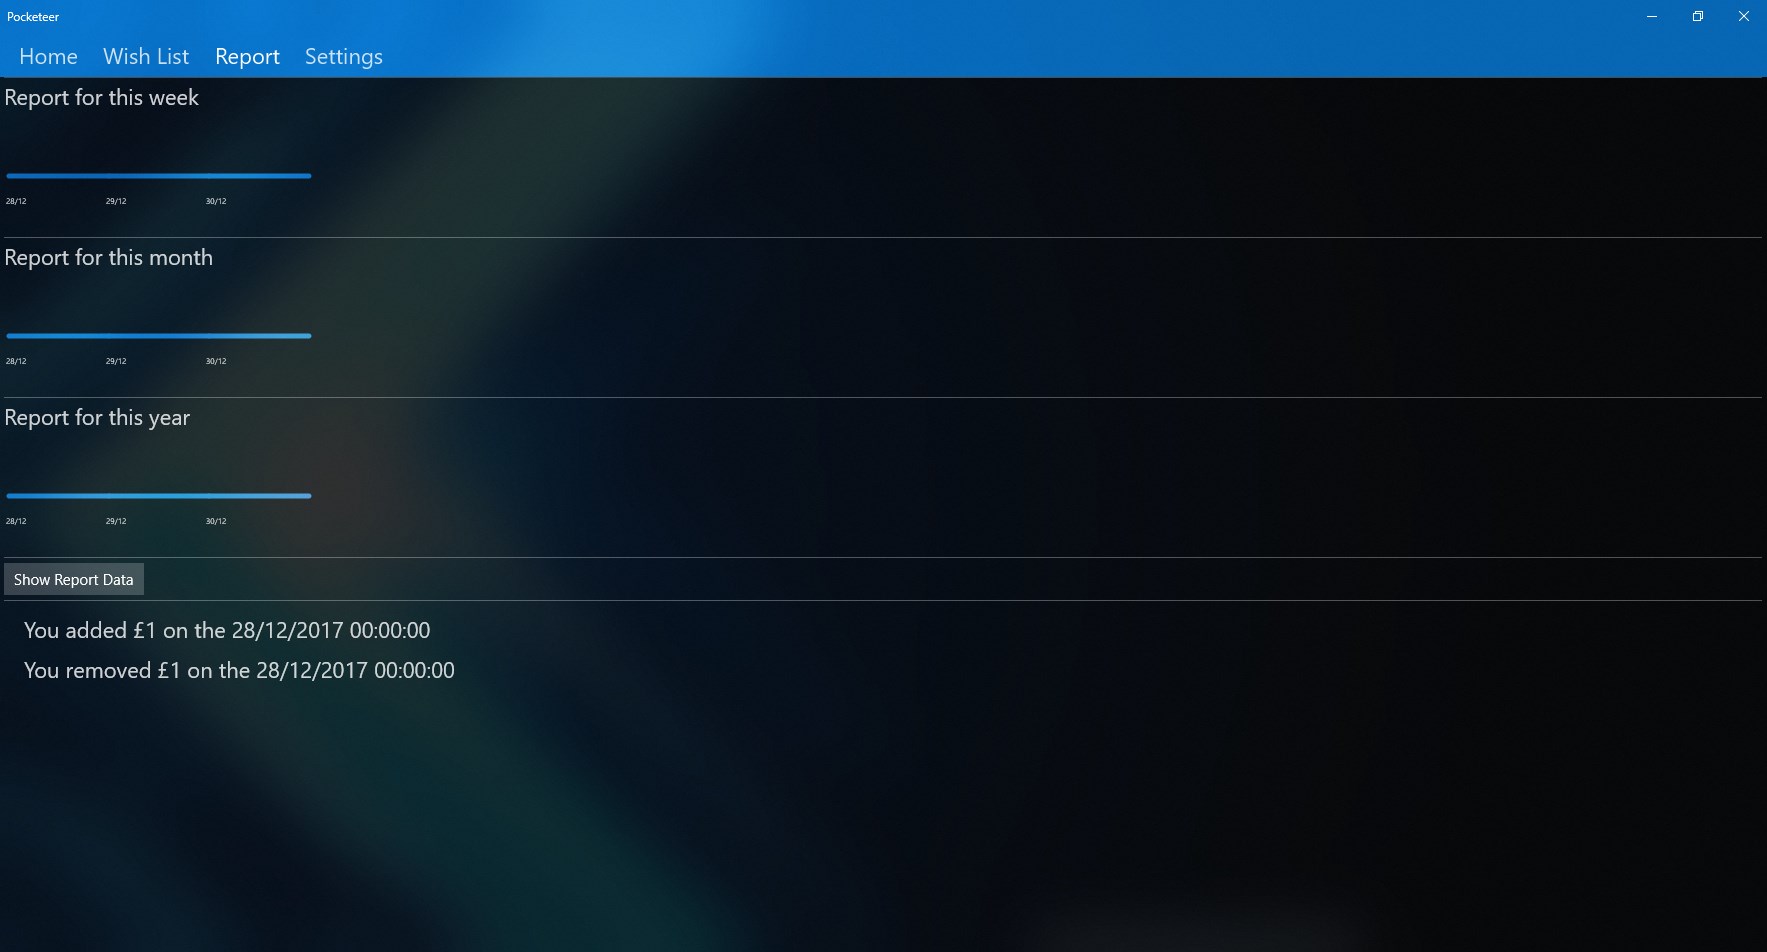 Pocketeer
Home Wish List Report Settings
Report for this week
28/12 29/12 30/12
Report for this month
28/12 29/12 30/12
Report for this year
28/12 29/12 30/12
Show Report Data
You added £1 on the 28/12/2017 00:00:00
You removed £1 on the 28/12/2017 00:00:00